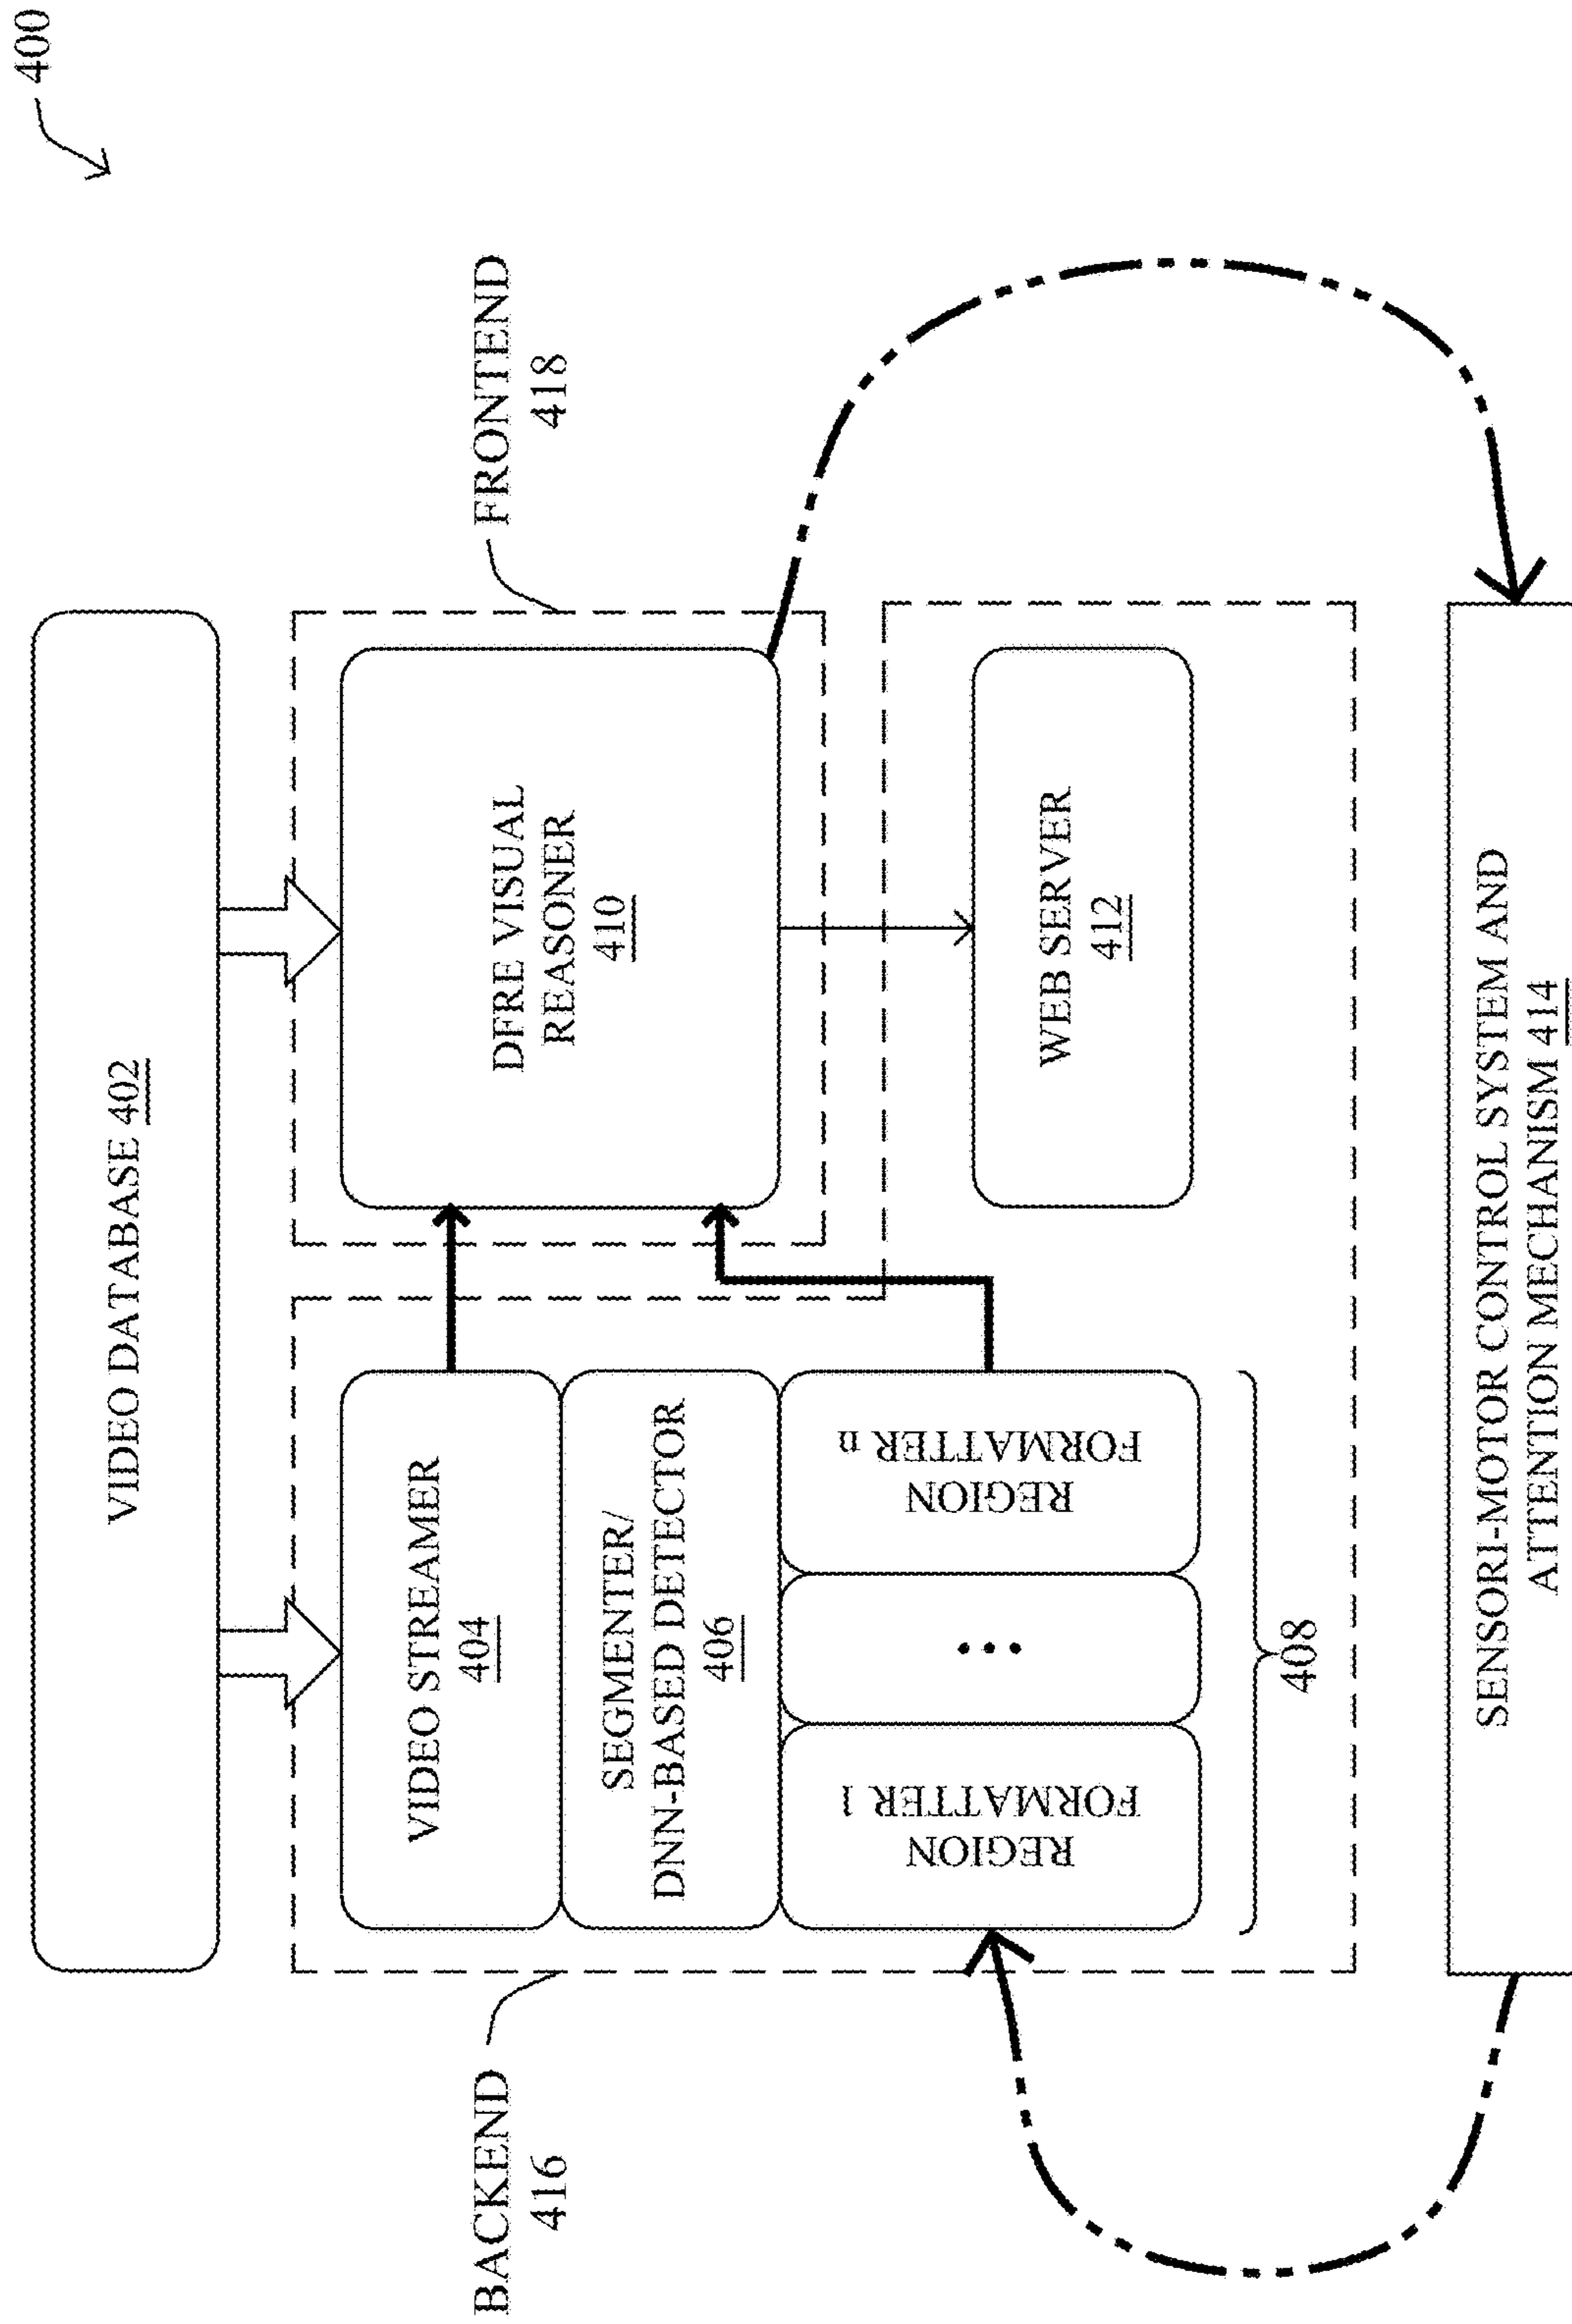 400
VIDEO DATABASE 402
BACKEND
416
FRONTEND
418
VIDEO STREAMER
404
SEGMENTER/
DNN-BASED DETECTOR
406
REGION
FORMATTER 1
...
REGION
FORMATTER n
408
DFRE VISUAL
REASONER
410
WEB SERVER
412
SENSORI-MOTOR CONTROL SYSTEM AND
ATTENTION MECHANISM 414